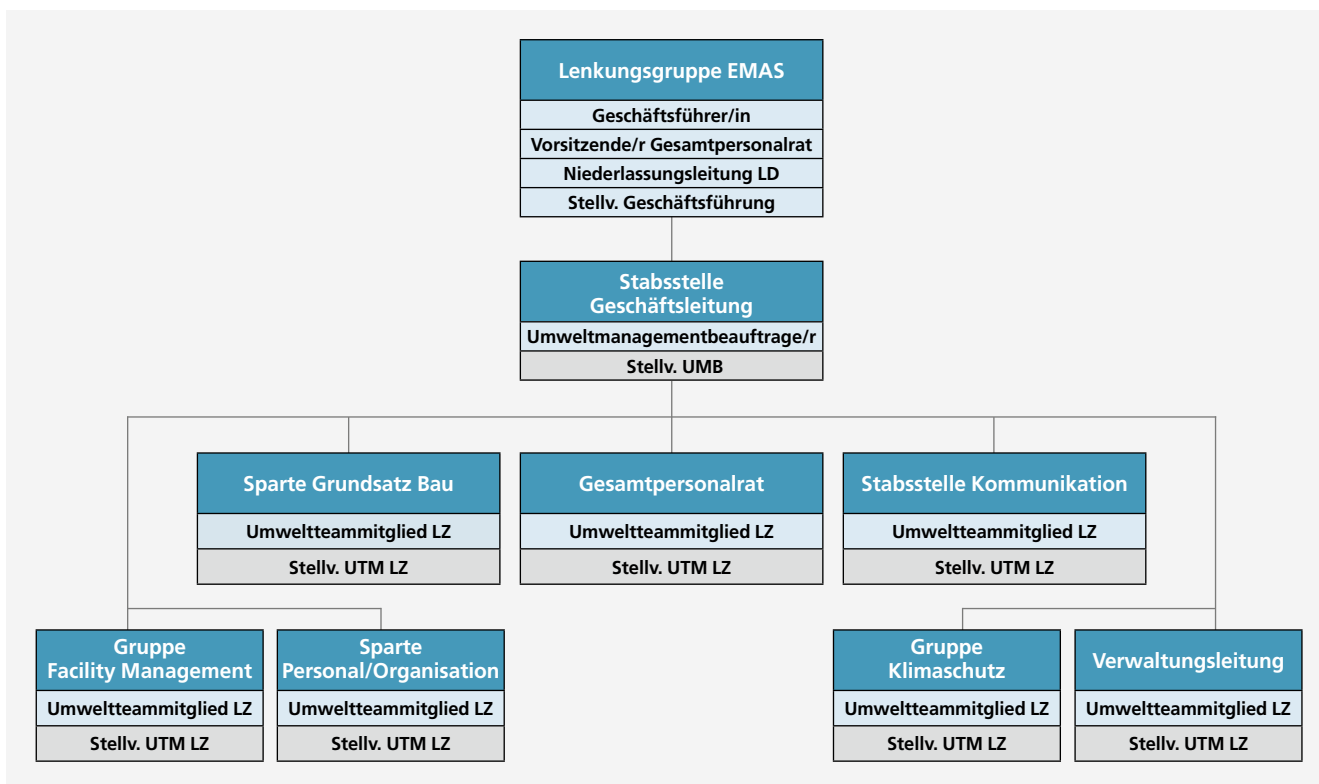 Lenkungsgruppe EMAS
Geschäftsführer/in
Vorsitzende/r Gesamtpersonalrat
Niederlassungsleitung LD
Stellv. Geschäftsführung
Stabsstelle
Geschäftsleitung
Umweltmanagementbeauftrage/r
Stellv. UMB
Sparte Grundsatz Bau
Umweltteammitglied LZ
Stellv. UTM LZ
Gesamtpersonalrat
Umweltteammitglied LZ
Stellv. UTM LZ
Stabsstelle Kommunikation
Umweltteammitglied LZ
Stellv. UTM LZ
Gruppe
Facility Management
Umweltteammitglied LZ
Stellv. UTM LZ
Sparte
Personal/Organisation
Umweltteammitglied LZ
Stellv. UTM LZ
Gruppe
Klimaschutz
Umweltteammitglied LZ
Stellv. UTM LZ
Verwaltungsleitung
Umweltteammitglied LZ
Stellv. UTM LZ